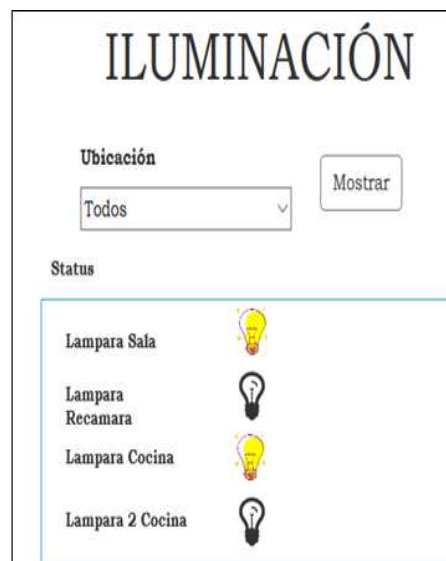 ILUMINACIÓN
Ubicación
Mostrar
Todos
Status
Lampara Sala
Lampara
Recamara
Lampara Cocina
Lampara 2 Cocina